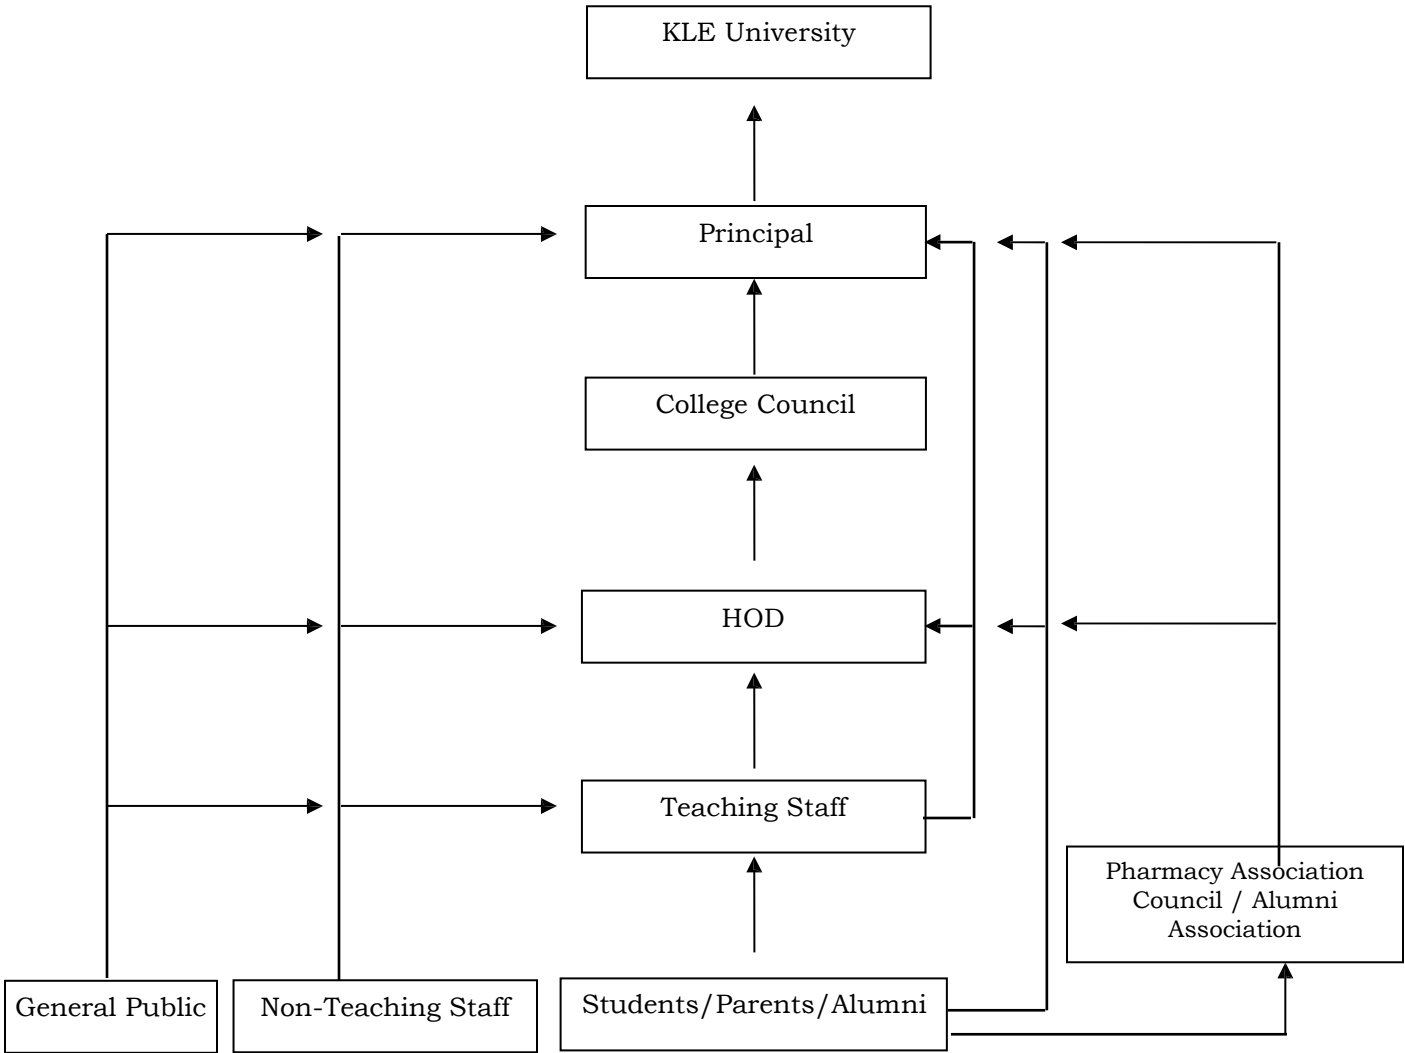 KLE University
Principal
College Council
HOD
Teaching Staff
Pharmacy Association
Council / Alumni
Association
General Public
Non-Teaching Staff
Students/Parents/Alumni